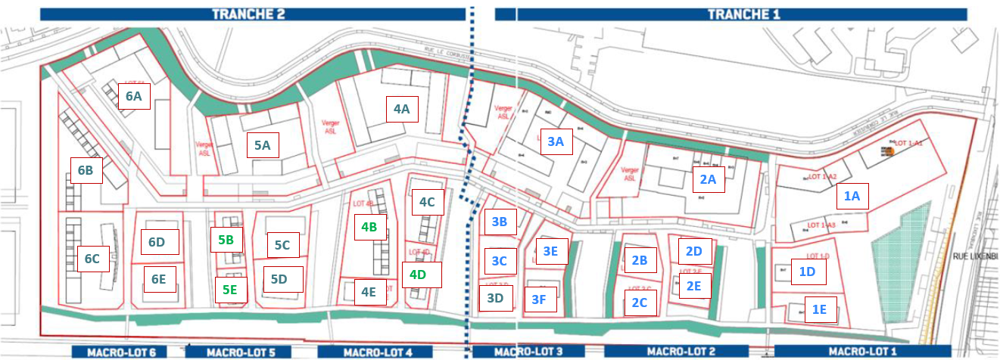 TRANCHE 2
TRANCHE 1
RUE LE CORBUSIER
RUE LE CORBUSIER
6A
4A
Verger
ASL
Verger
ASL
3A
LOT 1-A1
5A
Verger
ASL
6B
Verger
ASL
2A
LOT 1-A2
1A
LOT 4B
4C
4B
3B
LOT 1-A3
6D
5B
5C
LOT 4D
3E
2D
6C
3C
2B
LOT 1-D
RUE LIXENBÜ
6E
5E
5D
4D
4E
3D
3F
2E
2C
1D
1E
MACRO-LOT 6
MACRO-LOT 5
MACRO-LOT 4
MACRO-LOT 3
MACRO-LOT 2
MACRO-LOT 1